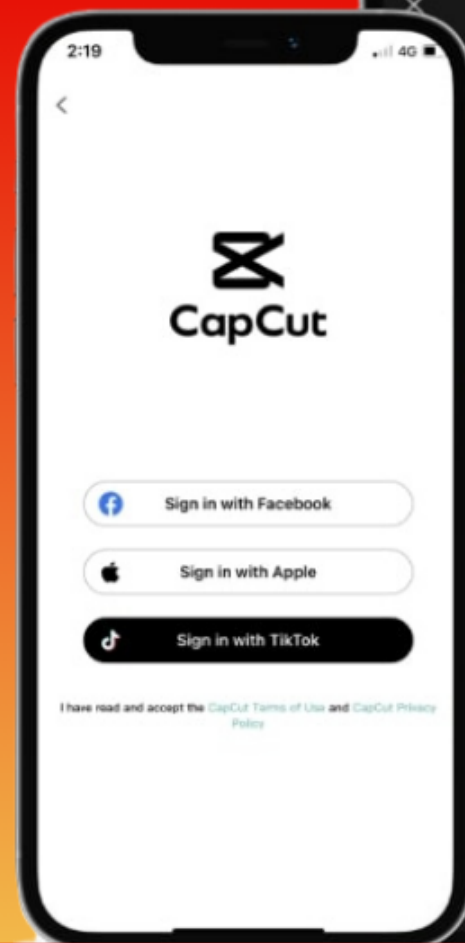 2:19
4G
CapCut
Sign in with Facebook
Sign in with Apple
Sign in with TikTok
I have read and accept the CapCut Terms of Use and CapCut Privacy
Policy